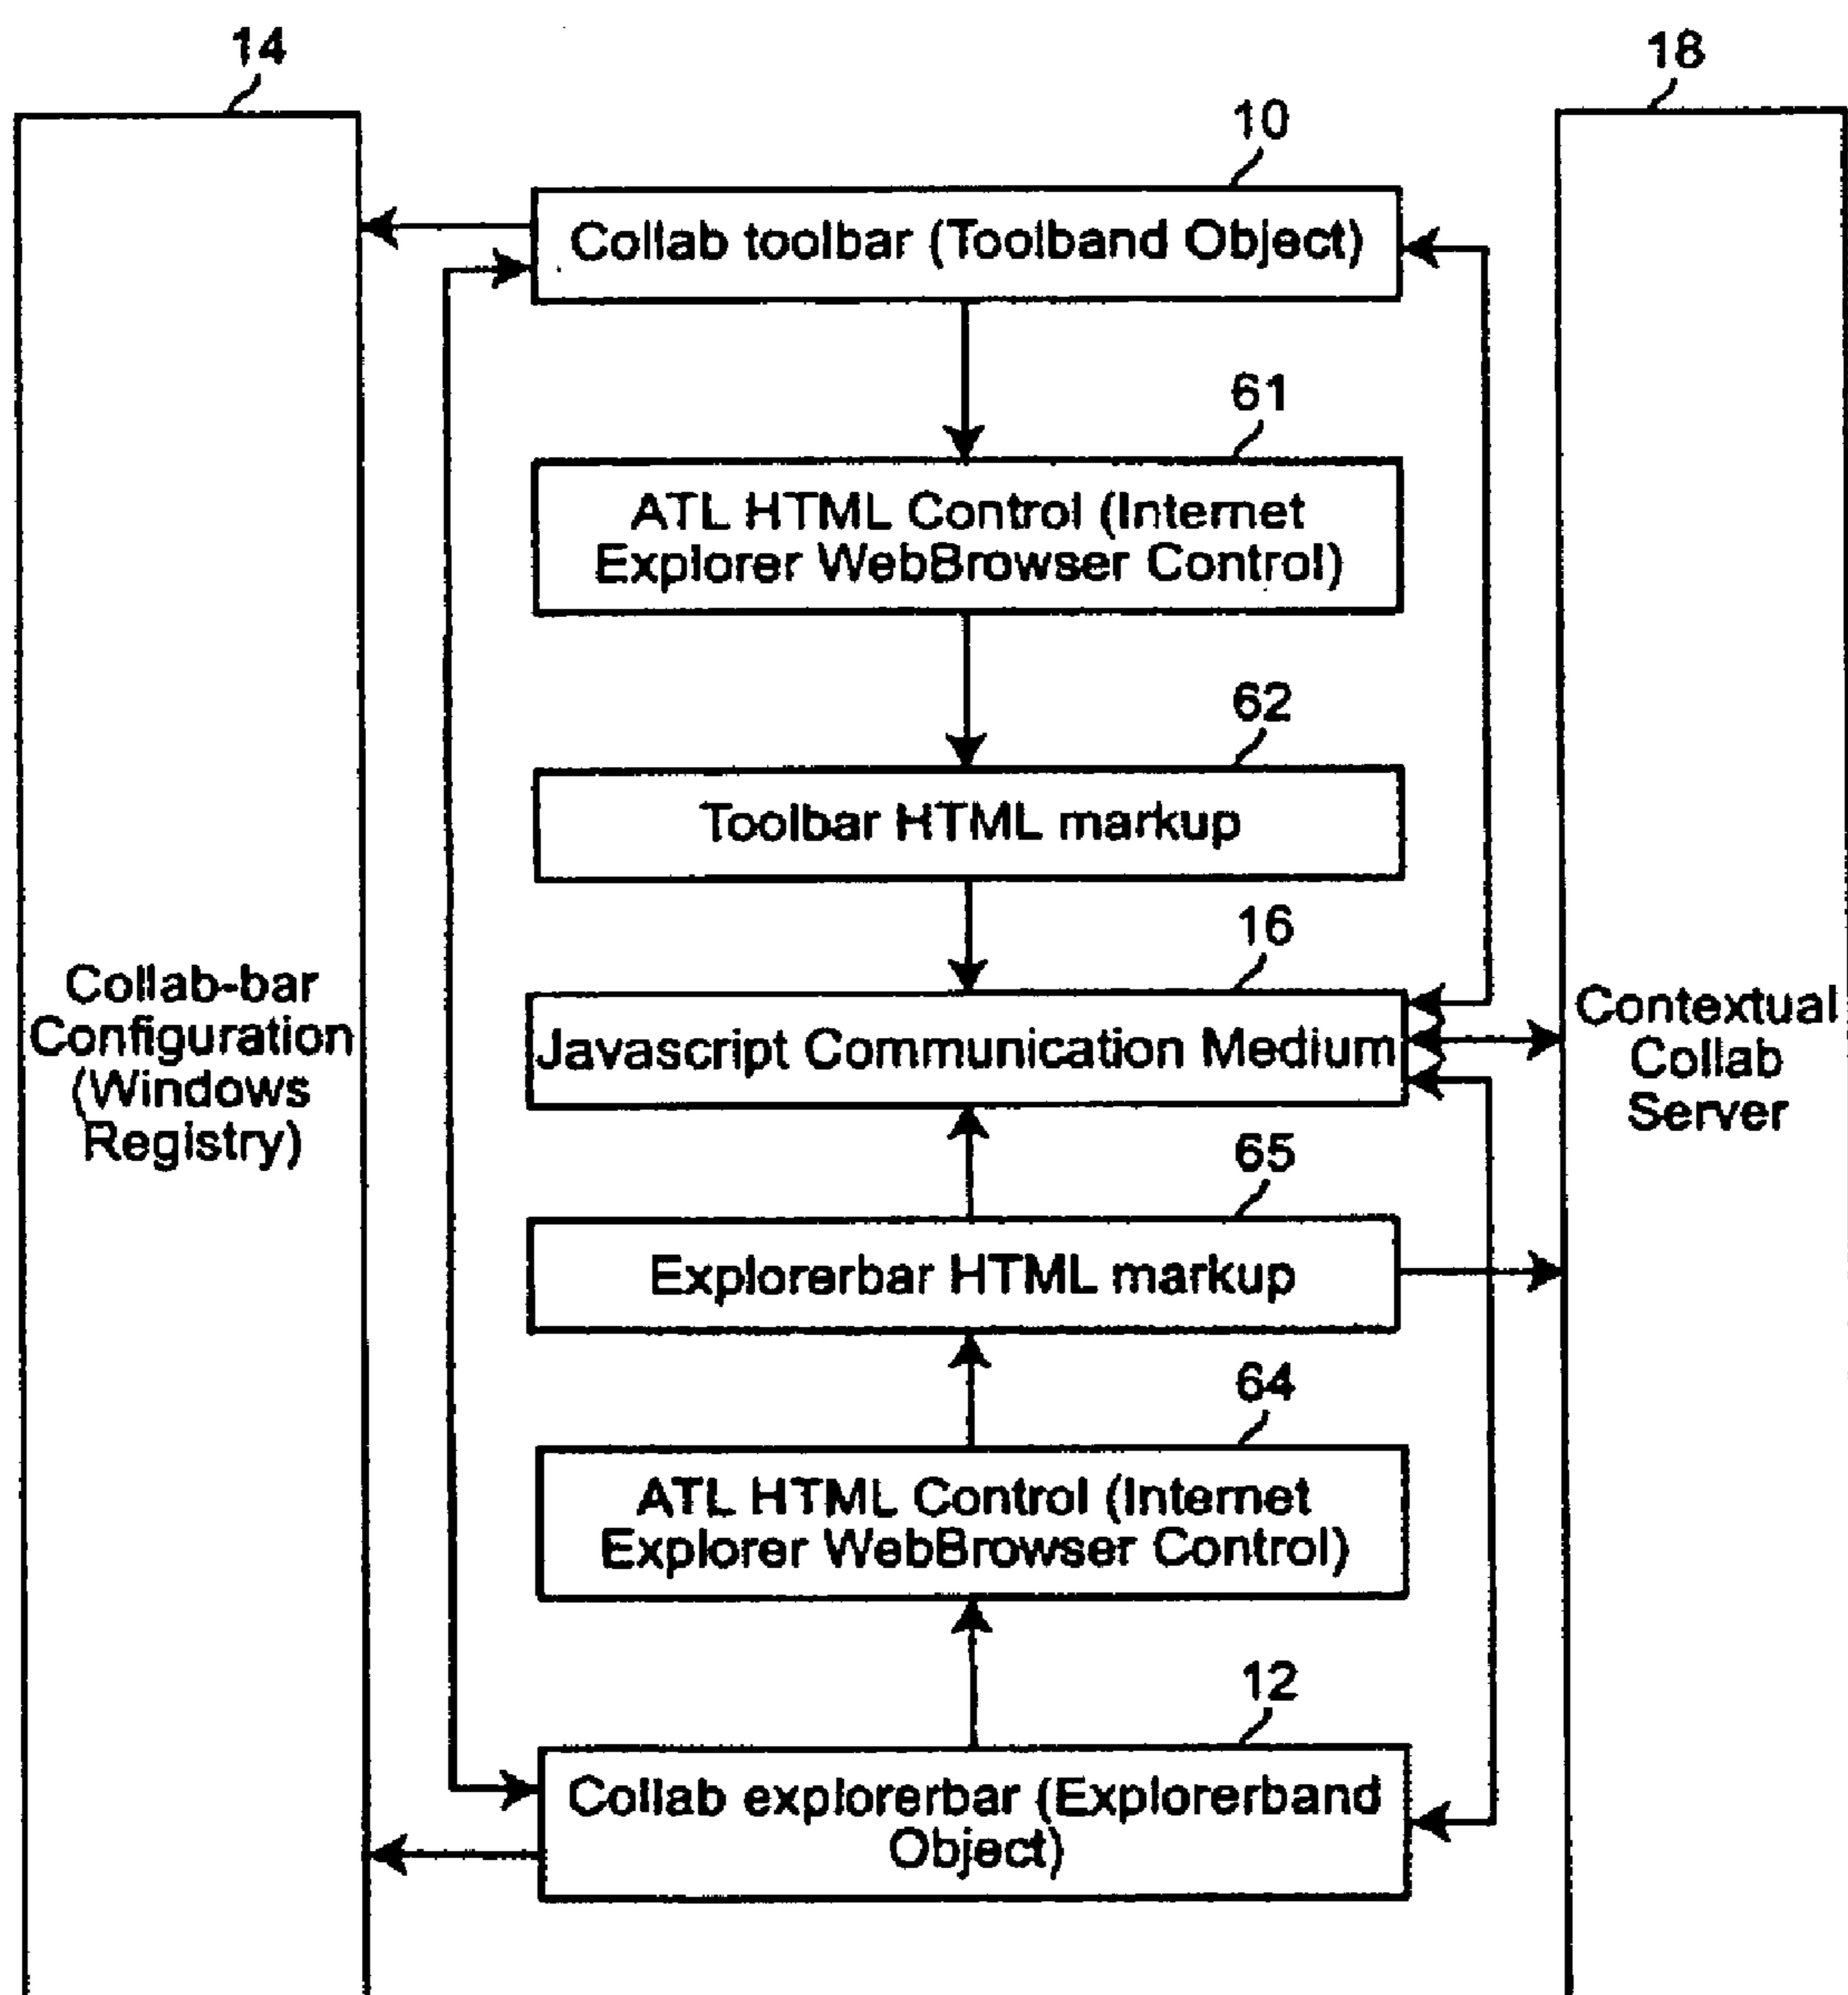 14
18
10
Collab toolbar (Toolband Object)
61
ATL HTML Control (Internet
Explorer WebBrowser Control)
62
Toolbar HTML markup
16
Javascript Communication Medium
Collab-bar
Configuration
(Windows
Registry)
Contextual
Collab
Server
65
Explorerbar HTML markup
64
ATL HTML Control (Internet
Explorer WebBrowser Control)
12
Collab explorerbar (Explorerband
Object)